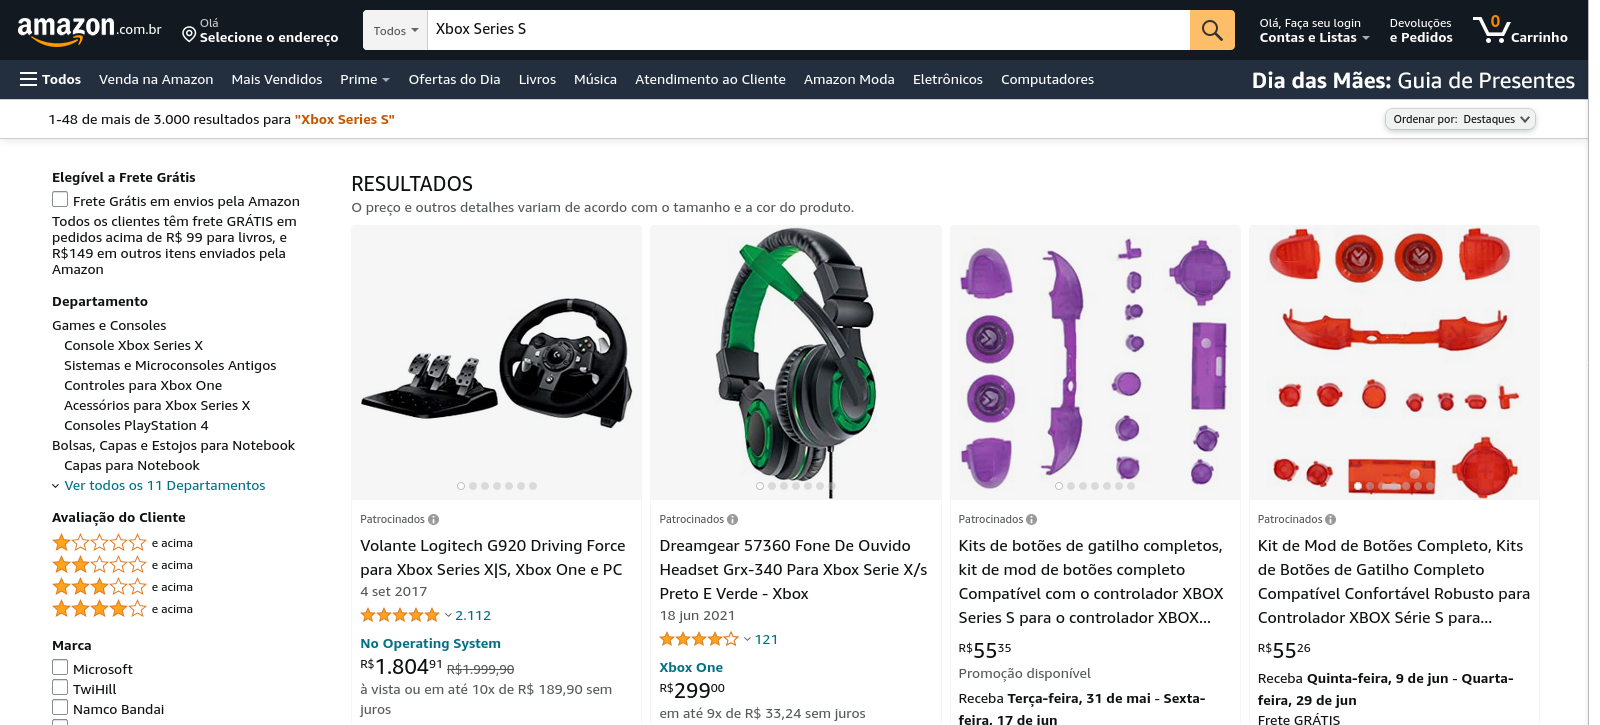 amazon.com.br
Olá
Selecione o endereço
Todos
Xbox Series S
Olá, Faça seu login
Contas e Listas
Devoluções
e Pedidos
0
Carrinho
Todos Venda na Amazon Mais Vendidos Prime Ofertas do Dia Livros Música Atendimento ao Cliente Amazon Moda Eletrônicos Computadores
Dia das Mães: Guia de Presentes
1-48 de mais de 3.000 resultados para "Xbox Series S"
Ordenar por: Destaques
Elegível a Frete Grátis
Frete Grátis em envios pela Amazon
Todos os clientes têm frete GRÁTIS em
pedidos acima de R$ 99 para livros, e
R$149 em outros itens enviados pela
Amazon
Departamento
Games e Consoles
Console Xbox Series X
Sistemas e Microconsoles Antigos
Controles para Xbox One
Acessórios para Xbox Series X
Consoles PlayStation 4
Bolsas, Capas e Estojos para Notebook
Capas para Notebook
Ver todos os 11 Departamentos
Avaliação do Cliente
e acima
e acima
e acima
e acima
Marca
Microsoft
TwiHill
Namco Bandai
RESULTADOS
O preço e outros detalhes variam de acordo com o tamanho e a cor do produto.
Patrocinados
Volante Logitech G920 Driving Force
para Xbox Series X|S, Xbox One e PC
4 set 2017
2.112
No Operating System
R$1.80491 R$1.999,90
à vista ou em até 10x de R$ 189,90 sem
juros
Patrocinados
Dreamgear 57360 Fone De Ouvido
Headset Grx-340 Para Xbox Serie X/s
Preto E Verde - Xbox
18 jun 2021
121
Xbox One
R$29900
em até 9x de R$ 33,24 sem juros
Patrocinados
Kits de botões de gatilho completos,
kit de mod de botões completo
Compatível com o controlador XBOX
Series S para o controlador XBOX...
R$5535
Promoção disponível
Receba Terça-feira, 31 de mai - Sexta-
feira, 17 de jun
Patrocinados
Kit de Mod de Botões Completo, Kits
de Botões de Gatilho Completo
Compatível Confortável Robusto para
Controlador XBOX Série S para...
R$5526
Receba Quinta-feira, 9 de jun - Quarta-
feira, 29 de jun
Frete GRÁTIS